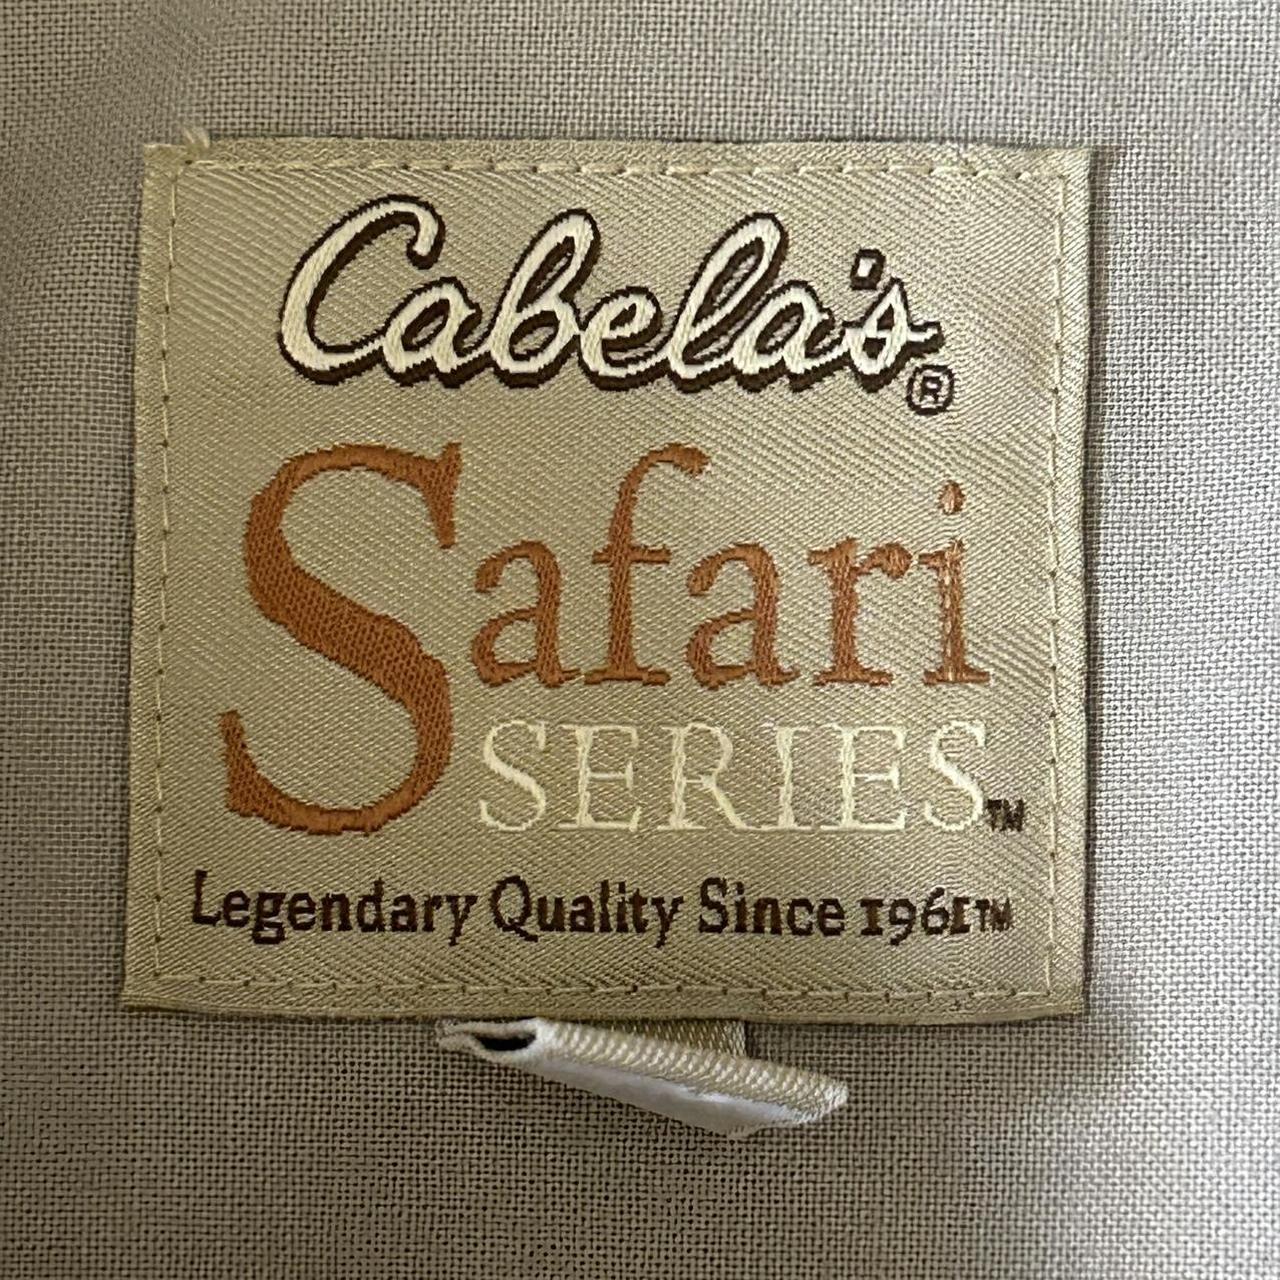 Cabela's®
Safari
SERIES™
Legendary Quality Since 1961™